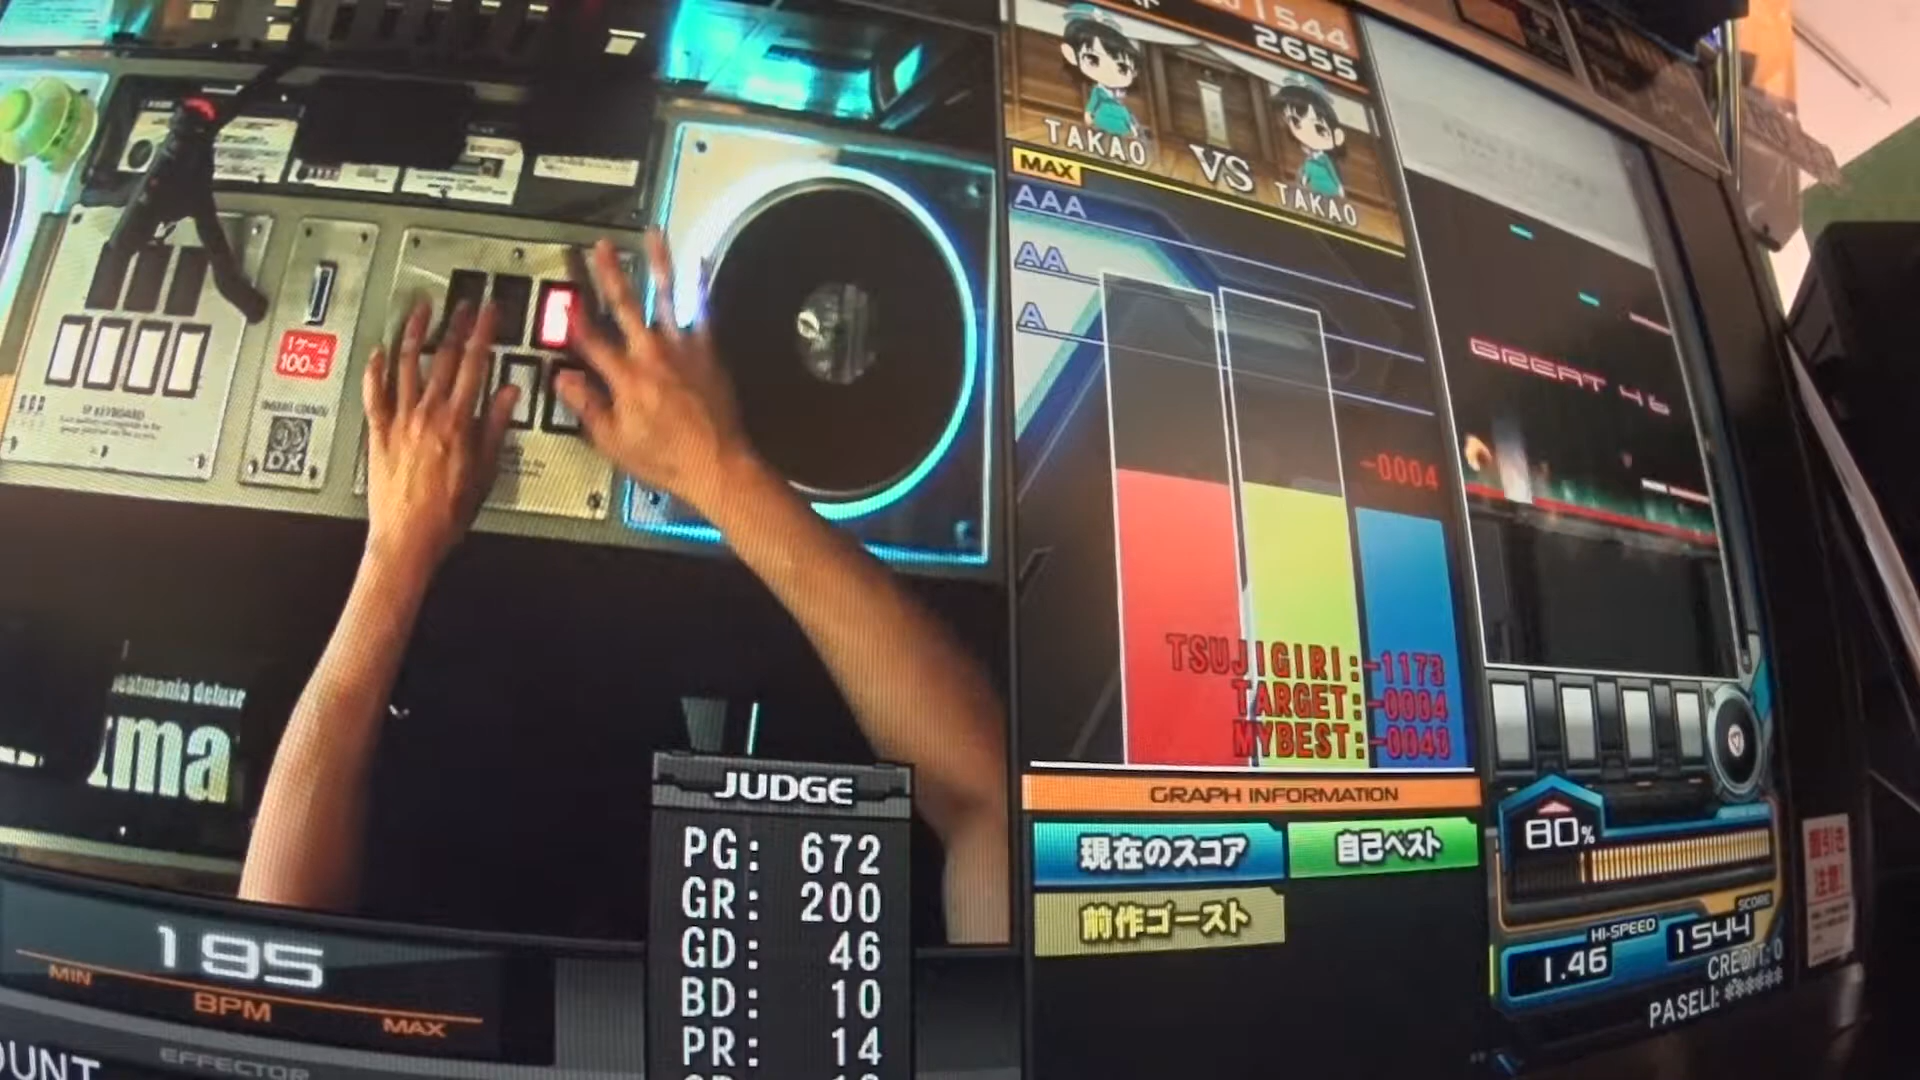 1544
2655
TAKAO
VS
TAKAO
MAX
AAA
AA
A
GREAT 46
-0004
1ゲーム
100
DX
TSUJIGIRI:-1173
TARGET:-0004
MYBEST:-0040
GRAPH INFORMATION
現在のスコア
自己ベスト
前作ゴースト
beatmania deluxe
JUDGE
PG: 672
GR: 200
GD: 46
BD: 10
PR: 14
195
MIN
BPM
MAX
EFFECTOR
80%
SCORE
HI-SPEED
1544
1.46
CREDIT: 0
PASELI: ******